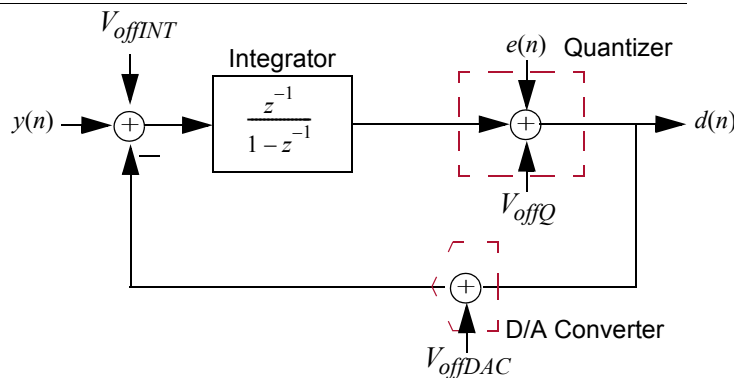 V_offINT
Integrator
e(n)
Quantizer
y(n)
+
z^-1
1 – z^-1
+
d(n)
–
V_offQ
+
D/A Converter
V_offDAC